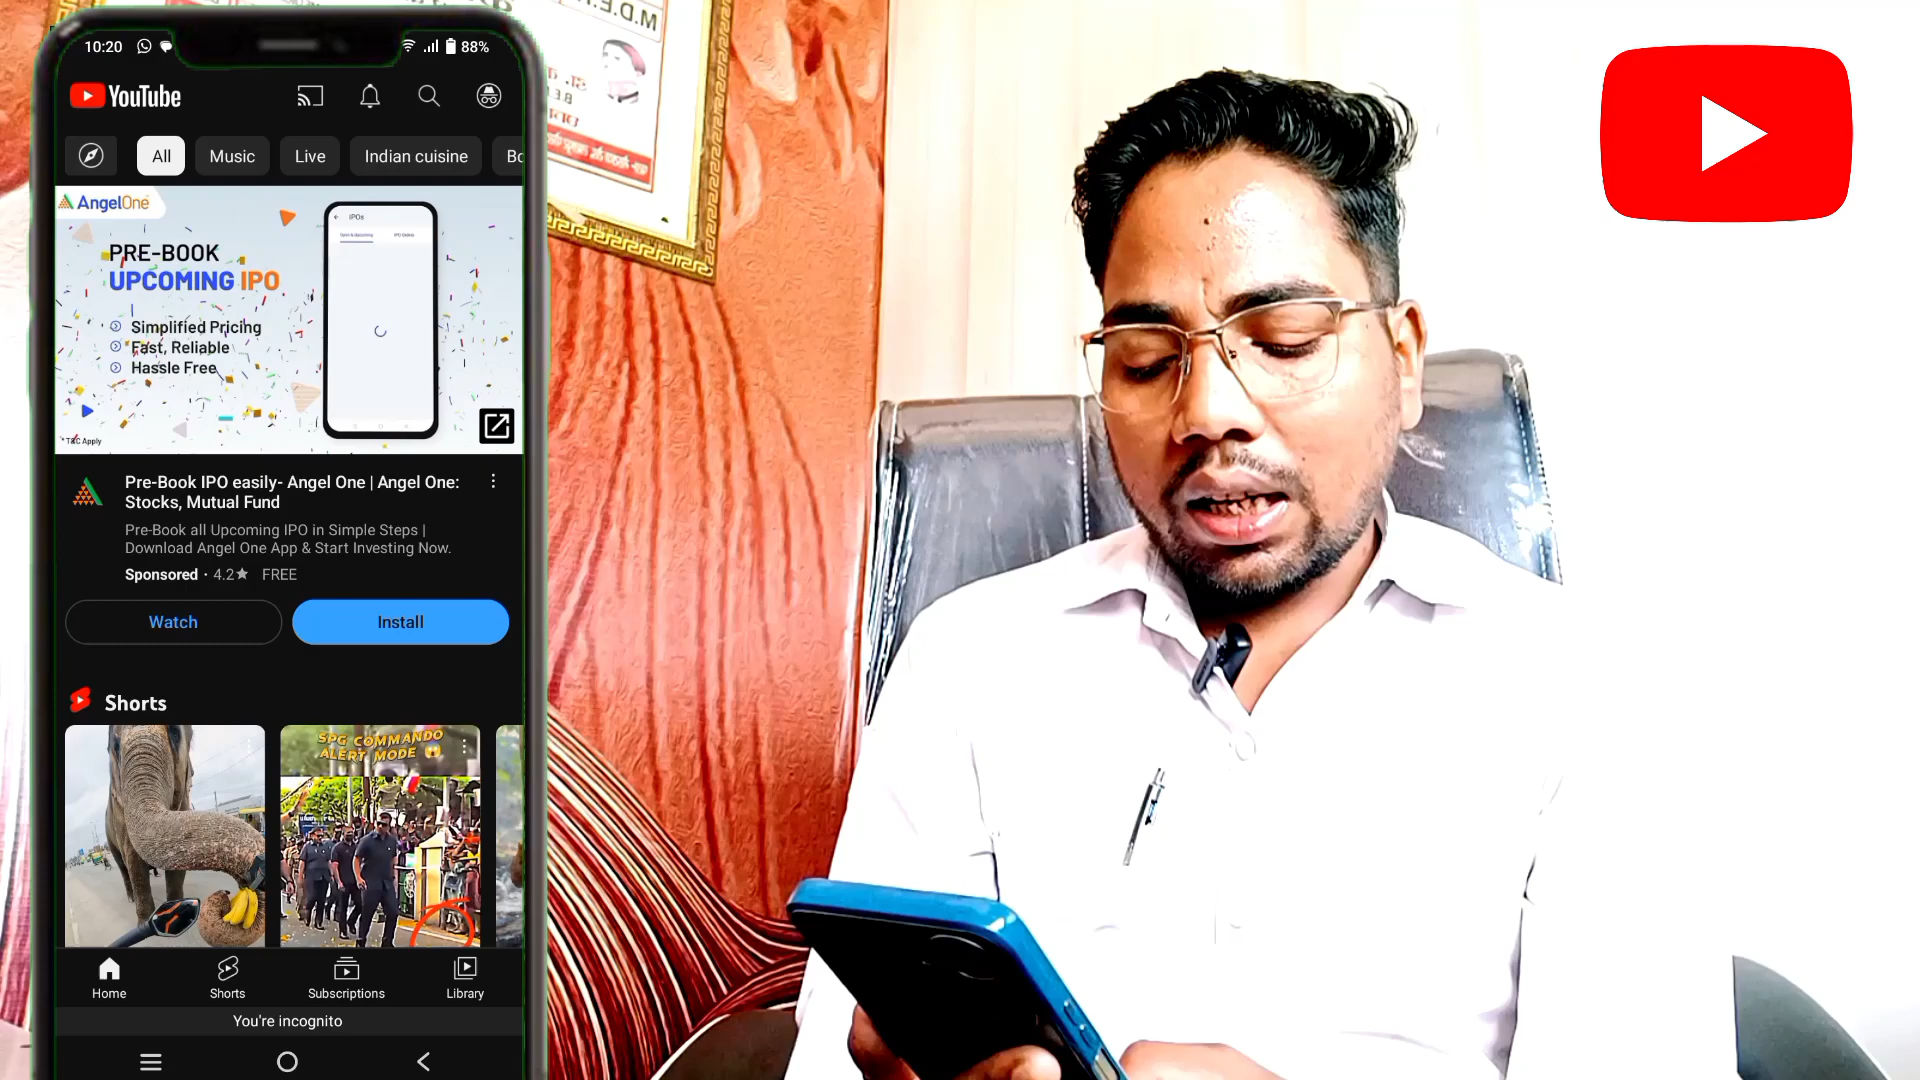 10:20
88%
YouTube
All
Music
Live
Indian cuisine
AngelOne
IPOs
PRE-BOOK
UPCOMING IPO
Simplified Pricing
Fast, Reliable
Hassle Free
* T&C Apply
Pre-Book IPO easily- Angel One | Angel One:
Stocks, Mutual Fund
Pre-Book all Upcoming IPO in Simple Steps |
Download Angel One App & Start Investing Now.
Sponsored · 4.2★ FREE
Watch
Install
Shorts
SPG COMMANDO
ALERT MODE
Home
Shorts
Subscriptions
Library
You're incognito
M.D.E.H.